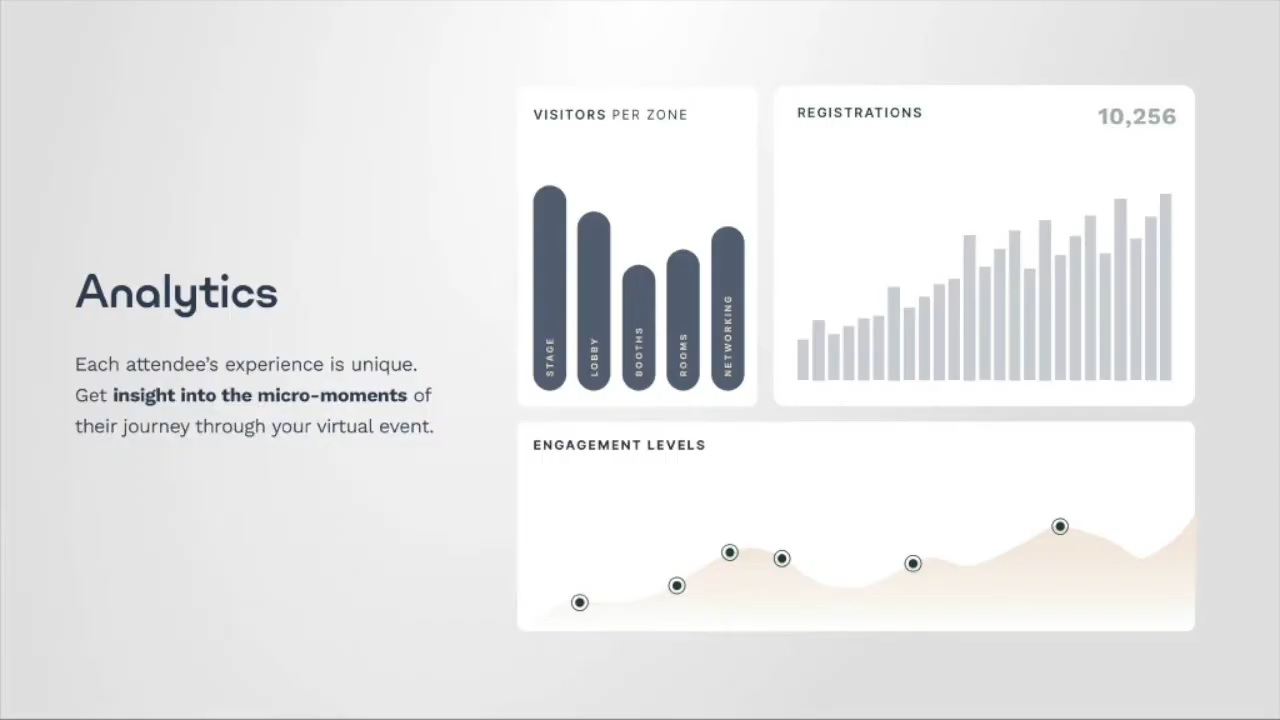 Analytics
Each attendee's experience is unique.
Get insight into the micro-moments of
their journey through your virtual event.
VISITORS PER ZONE
STAGE
LOBBY
BOOTHS
ROOMS
NETWORKING
REGISTRATIONS
10,256
ENGAGEMENT LEVELS